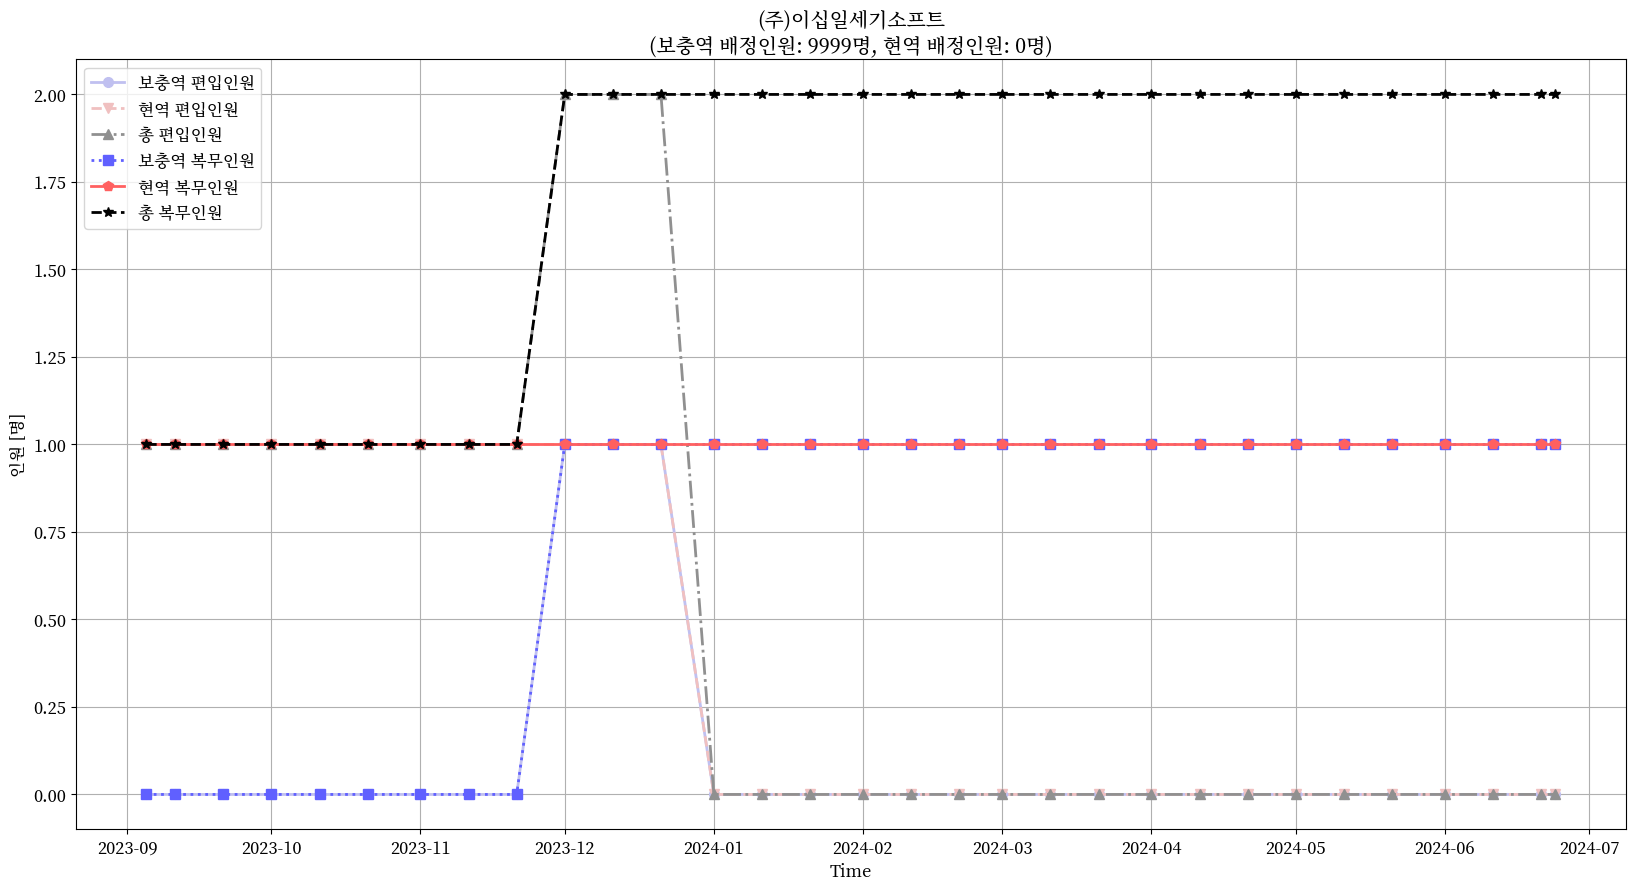 (주)이십일세기소프트
(보충역 배정인원: 9999명, 현역 배정인원: 0명)
보충역 편입인원
현역 편입인원
총 편입인원
보충역 복무인원
현역 복무인원
총 복무인원
2.00
1.75
1.50
1.25
1.00
0.75
0.50
0.25
0.00
인원 [명]
2023-09 2023-10 2023-11 2023-12 2024-01 2024-02 2024-03 2024-04 2024-05 2024-06 2024-07
Time